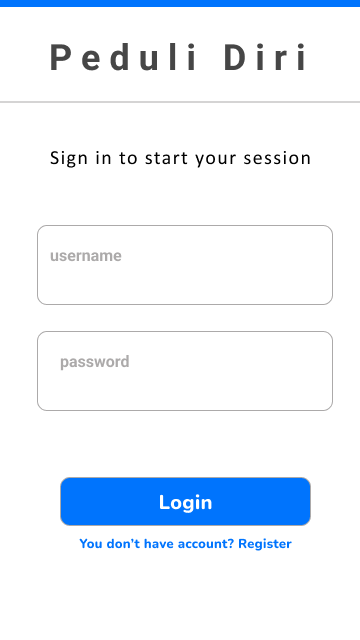 Peduli Diri
Sign in to start your session
username
password
Login
You don't have account? Register